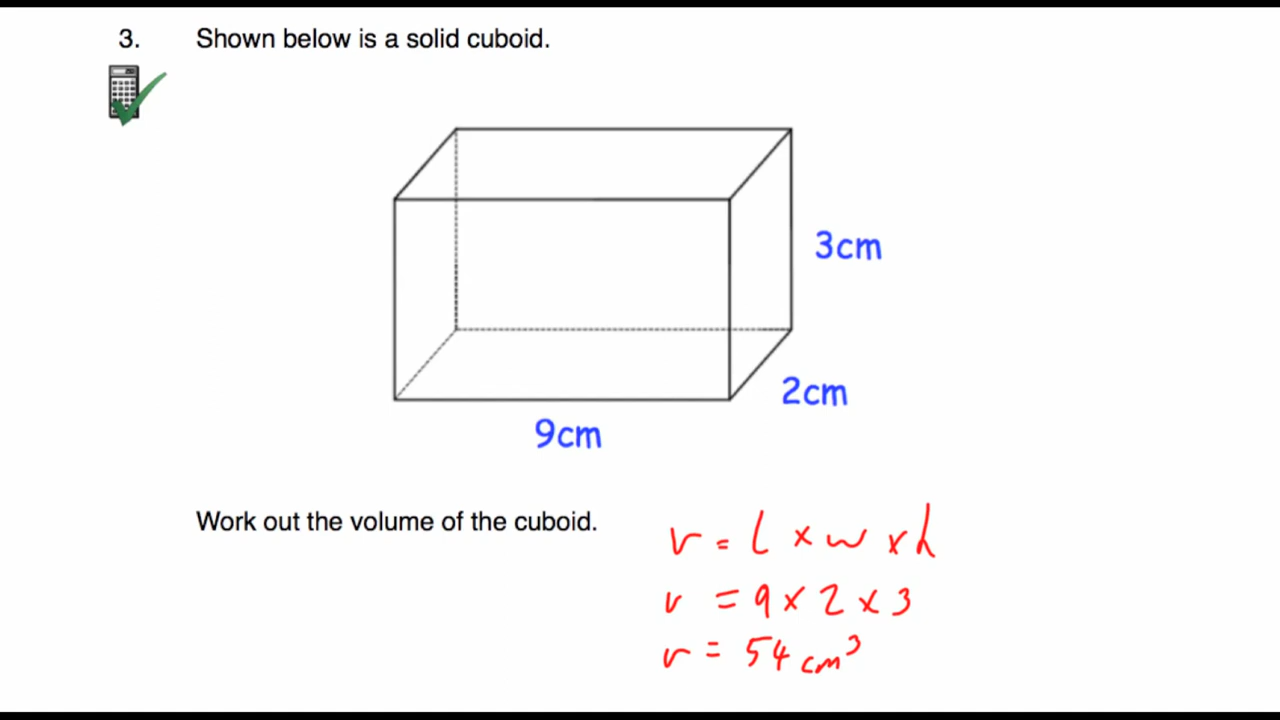 3. Shown below is a solid cuboid.
3cm
2cm
9cm
Work out the volume of the cuboid.
v = l × w × h
v = 9 × 2 × 3
v = 54 cm³